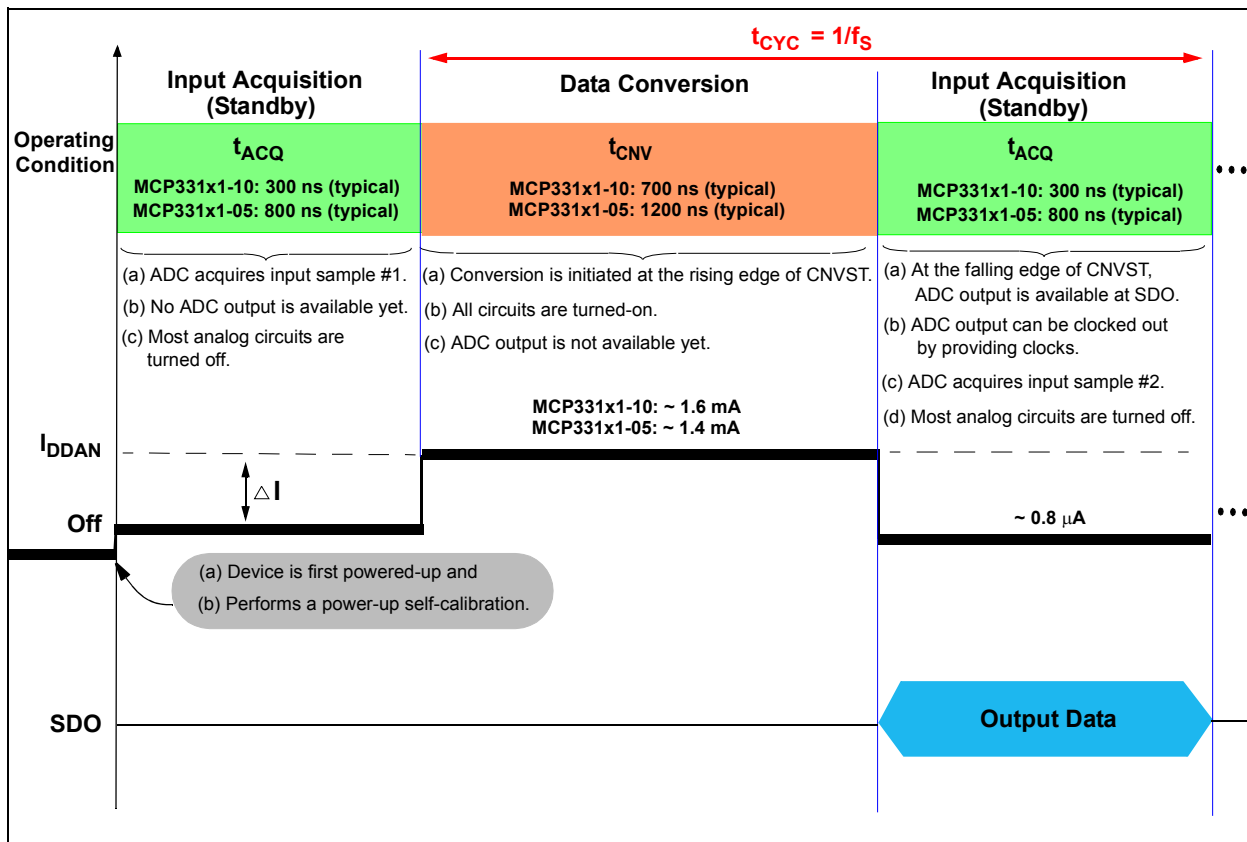 tCYC = 1/fS
Input Acquisition
(Standby)
Data Conversion
Input Acquisition
(Standby)
Operating
Condition
tACQ
MCP331x1-10: 300 ns (typical)
MCP331x1-05: 800 ns (typical)
tCNV
MCP331x1-10: 700 ns (typical)
MCP331x1-05: 1200 ns (typical)
tACQ
MCP331x1-10: 300 ns (typical)
MCP331x1-05: 800 ns (typical)
(a) ADC acquires input sample #1.
(b) No ADC output is available yet.
(c) Most analog circuits are
turned off.
(a) Conversion is initiated at the rising edge of CNVST.
(b) All circuits are turned-on.
(c) ADC output is not available yet.
(a) At the falling edge of CNVST,
ADC output is available at SDO.
(b) ADC output can be clocked out
by providing clocks.
(c) ADC acquires input sample #2.
(d) Most analog circuits are turned off.
MCP331x1-10: ~ 1.6 mA
MCP331x1-05: ~ 1.4 mA
IDDAN
△ I
Off
~ 0.8 μA
(a) Device is first powered-up and
(b) Performs a power-up self-calibration.
SDO
Output Data